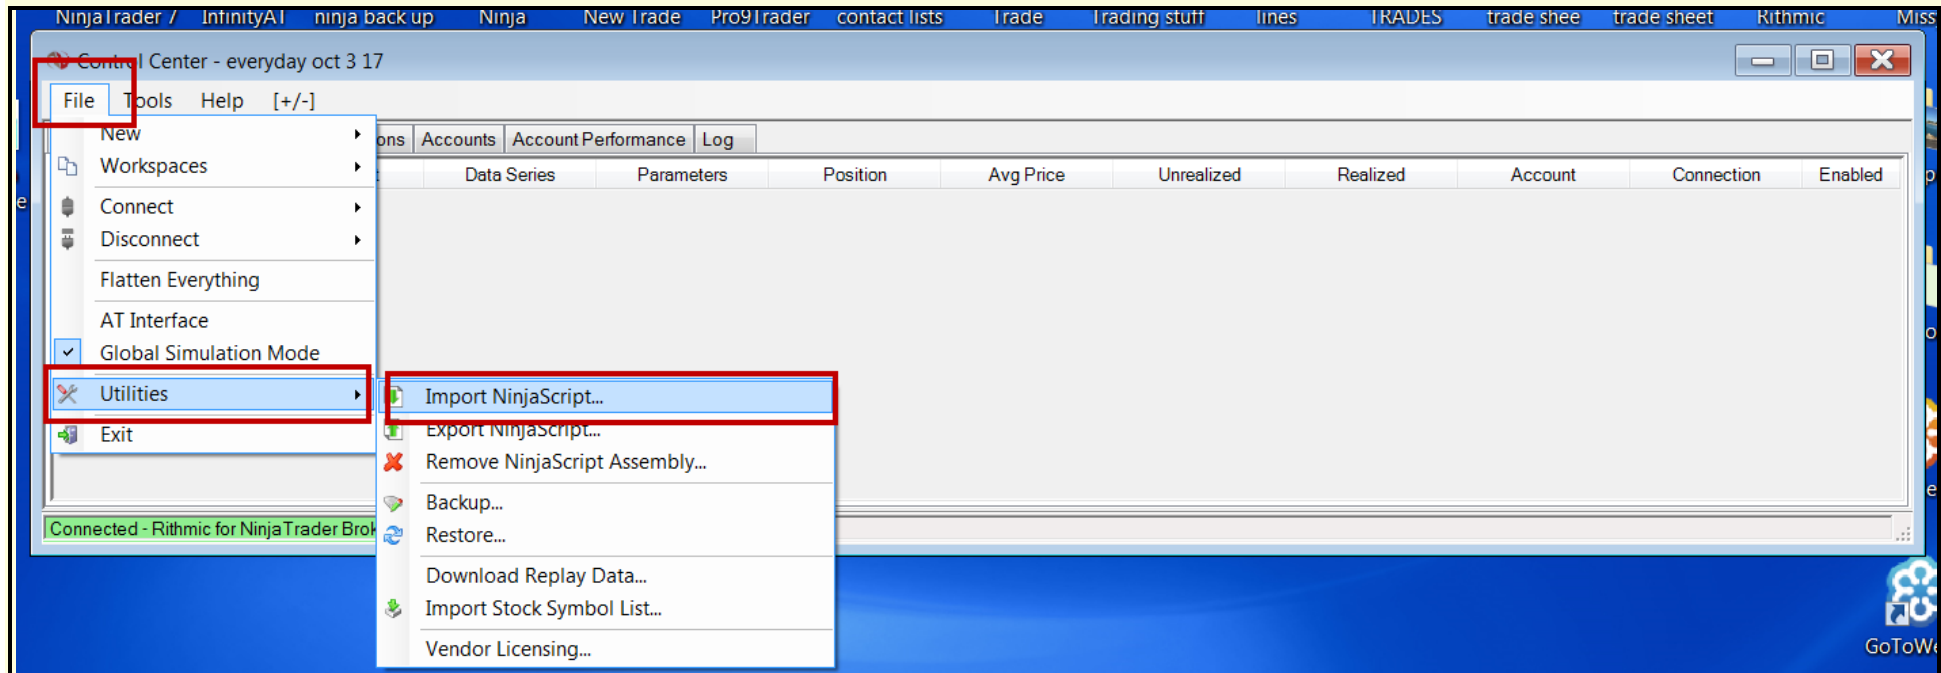 NinjaTrader 7 InfinityAT ninja back up Ninja New Trade Pro9Trader contact lists Trade Trading stuff lines TRADES trade shee trade sheet Rithmic Miss
Control Center - everyday oct 3 17
File Tools Help [+/-]
New
ons Accounts Account Performance Log
Workspaces
Data Series Parameters Position Avg Price Unrealized Realized Account Connection Enabled
Connect
Disconnect
Flatten Everything
AT Interface
Global Simulation Mode
Utilities
Import NinjaScript...
Exit
Export NinjaScript...
Remove NinjaScript Assembly...
Backup...
Connected - Rithmic for NinjaTrader Brok
Restore...
Download Replay Data...
Import Stock Symbol List...
Vendor Licensing...
GoToWe